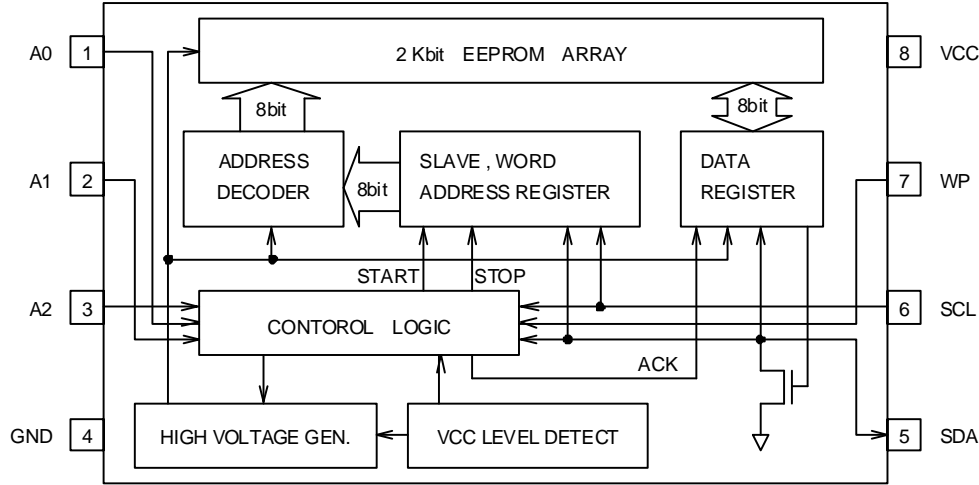 2 Kbit EEPROM ARRAY
A0 1
8 VCC
8bit
8bit
ADDRESS DECODER
8bit
SLAVE , WORD ADDRESS REGISTER
DATA REGISTER
A1 2
7 WP
START
STOP
A2 3
CONTOROL LOGIC
6 SCL
ACK
GND 4
HIGH VOLTAGE GEN.
VCC LEVEL DETECT
5 SDA